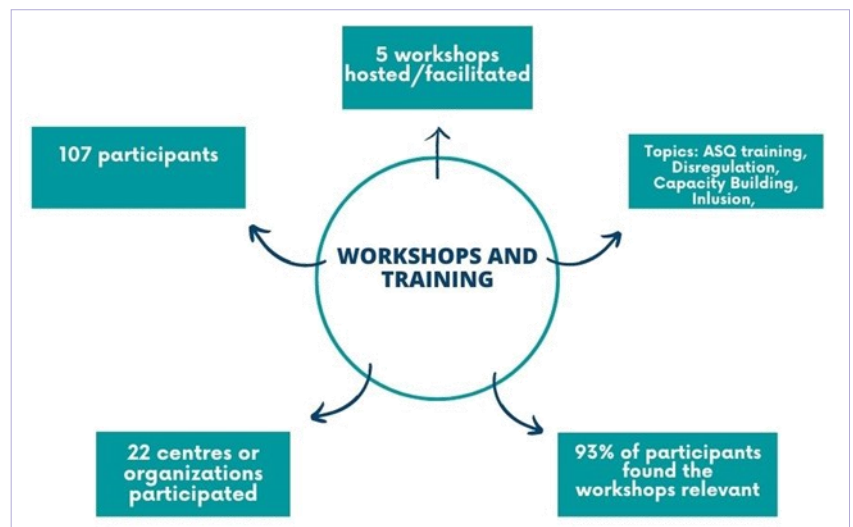 5 workshops
hosted/facilitated
107 participants
Topics: ASQ training,
Disregulation,
Capacity Building,
Inlusion,
WORKSHOPS AND
TRAINING
22 centres or
organizations
participated
93% of participants
found the
workshops relevant